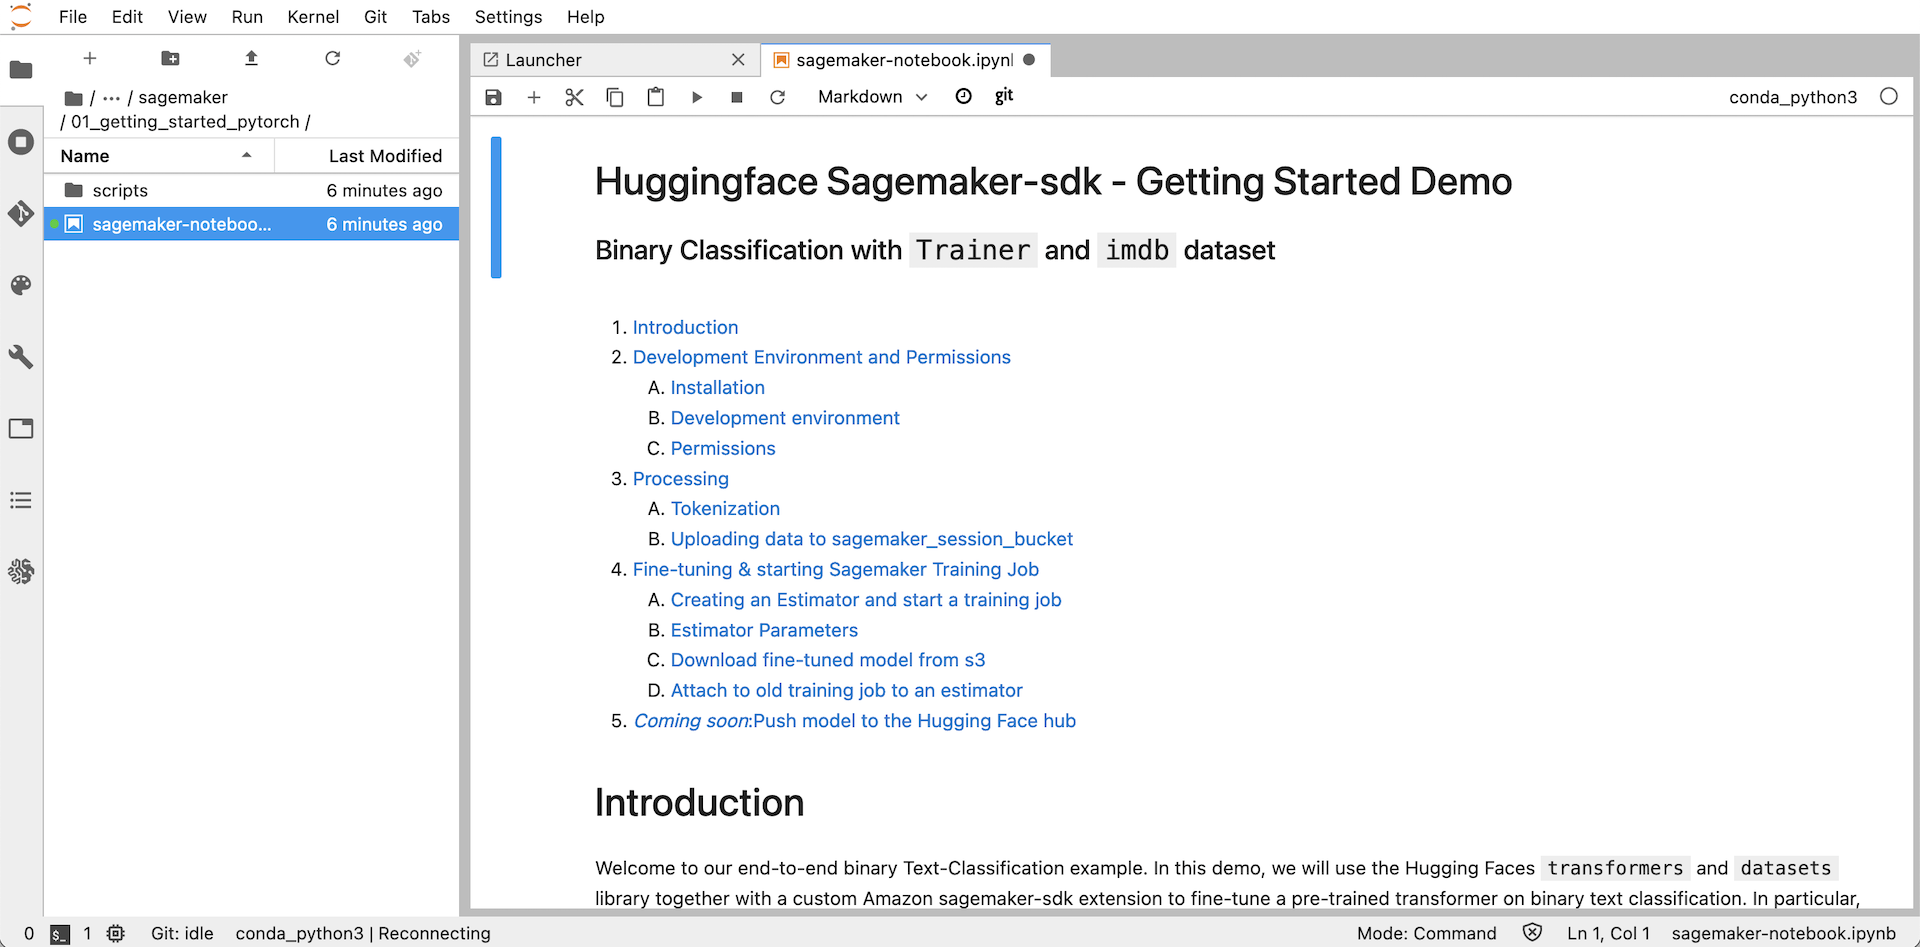 File Edit View Run Kernel Git Tabs Settings Help
/ ··· / sagemaker
/ 01_getting_started_pytorch /
Name Last Modified
scripts 6 minutes ago
sagemaker-noteboo... 6 minutes ago
Launcher
sagemaker-notebook.ipynl
Markdown
git
conda_python3
Huggingface Sagemaker-sdk - Getting Started Demo
Binary Classification with Trainer and imdb dataset
1. Introduction
2. Development Environment and Permissions
A. Installation
B. Development environment
C. Permissions
3. Processing
A. Tokenization
B. Uploading data to sagemaker_session_bucket
4. Fine-tuning & starting Sagemaker Training Job
A. Creating an Estimator and start a training job
B. Estimator Parameters
C. Download fine-tuned model from s3
D. Attach to old training job to an estimator
5. Coming soon:Push model to the Hugging Face hub
Introduction
Welcome to our end-to-end binary Text-Classification example. In this demo, we will use the Hugging Faces transformers and datasets
library together with a custom Amazon sagemaker-sdk extension to fine-tune a pre-trained transformer on binary text classification. In particular,
0 $_ 1 Git: idle conda_python3 | Reconnecting
Mode: Command Ln 1, Col 1 sagemaker-notebook.ipynb